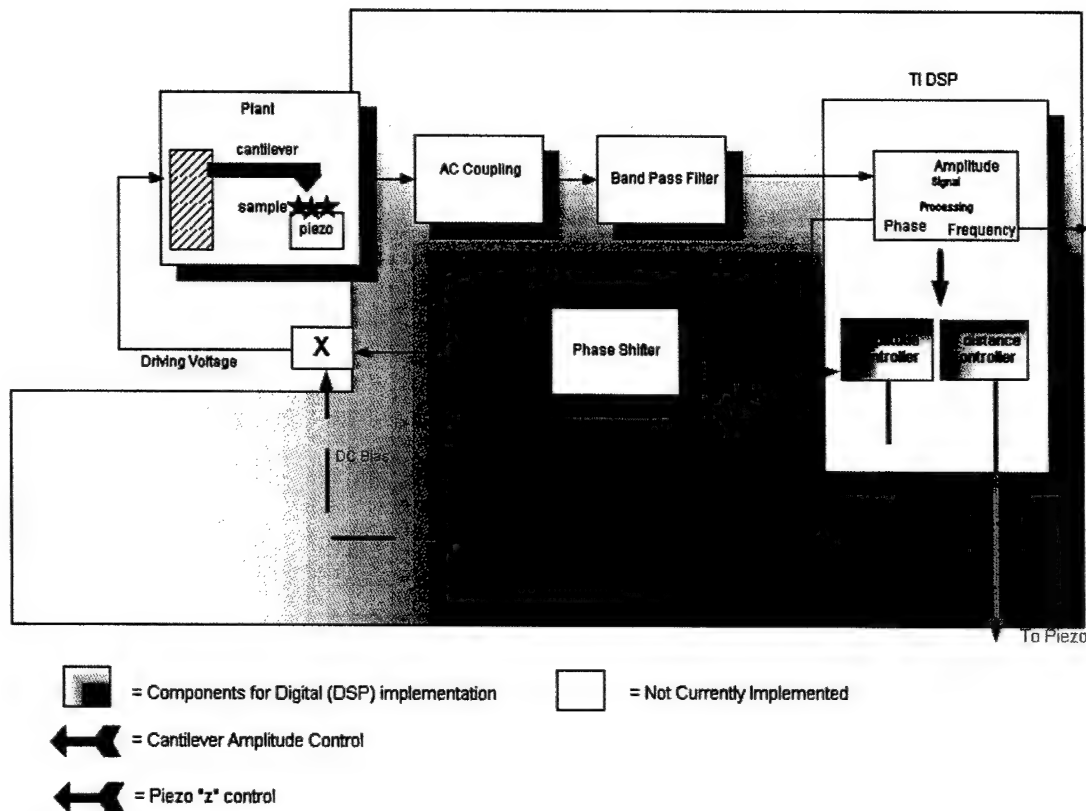 TI DSP
Plant
cantilever
sample
piezo
AC Coupling
Band Pass Filter
Amplitude
Signal
Processing
Phase
Frequency
Phase Shifter
distance
X
Driving Voltage
DC Bias
To Piezo
= Components for Digital (DSP) implementation
= Not Currently Implemented
= Cantilever Amplitude Control
= Piezo "z" control